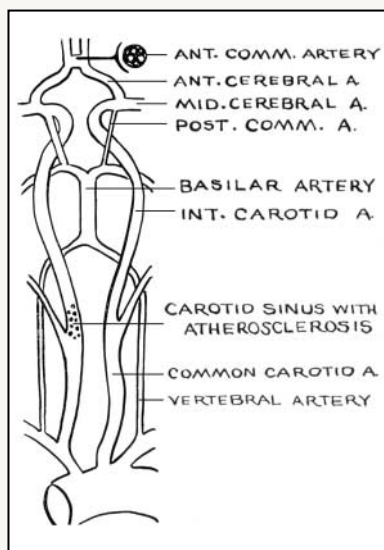 ANT. COMM. ARTERY
ANT. CEREBRAL A.
MID. CEREBRAL A.
POST. COMM. A.
BASILAR ARTERY
INT. CAROTID A.
CAROTID SINUS WITH
ATHEROSCLEROSIS
COMMON CAROTID A.
VERTEBRAL ARTERY